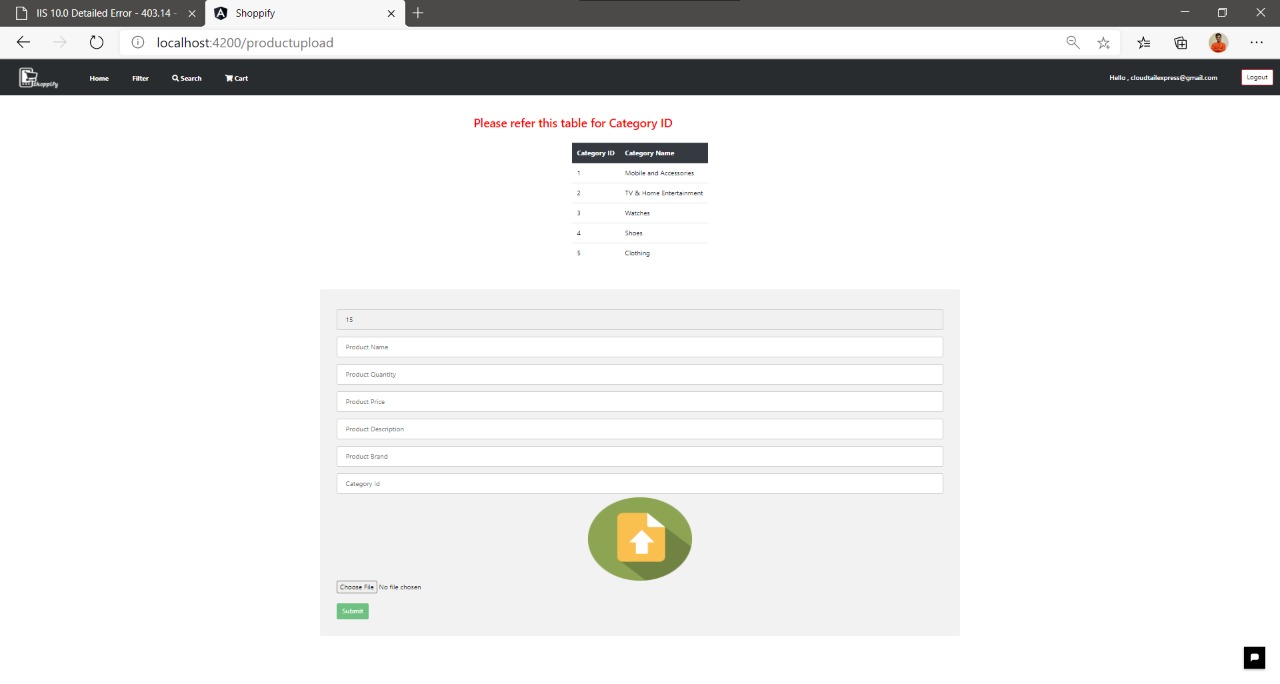 IIS 10.0 Detailed Error - 403.14 -
Shoppify
localhost:4200/productupload
Shoppify Home Filter Search Cart Hello , cloudtailexpress@gmail.com Logout
Please refer this table for Category ID
Category ID Category Name
1 Mobile and Accessories
2 TV & Home Entertainment
3 Watches
4 Shoes
5 Clothing
15
Product Name
Product Quantity
Product Price
Product Description
Product Brand
Category Id
Choose File No file chosen
Submit